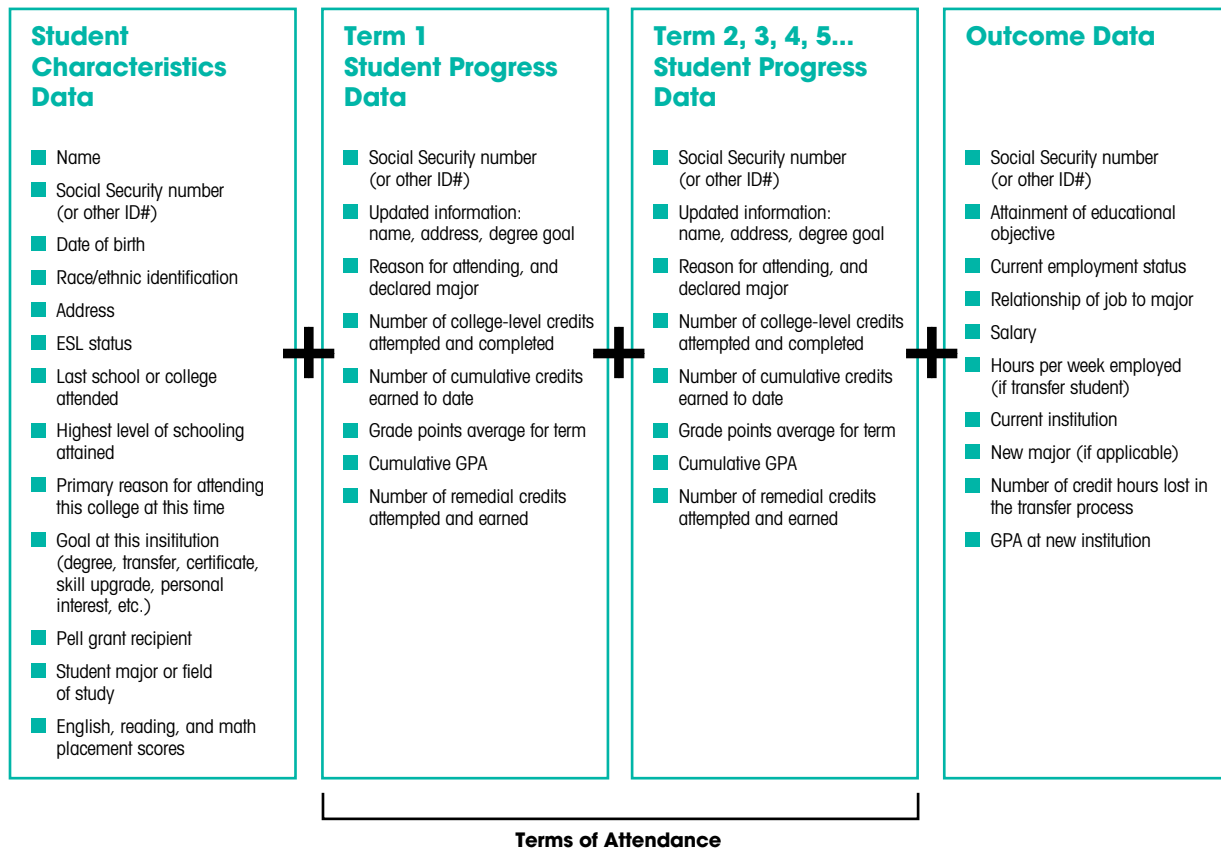 Student
Characteristics
Data
Name
Social Security number
(or other ID#)
Date of birth
Race/ethnic identification
Address
ESL status
Last school or college
attended
Highest level of schooling
attained
Primary reason for attending
this college at this time
Goal at this insititution
(degree, transfer, certificate,
skill upgrade, personal
interest, etc.)
Pell grant recipient
Student major or field
of study
English, reading, and math
placement scores
+
Term 1
Student Progress
Data
Social Security number
(or other ID#)
Updated information:
name, address, degree goal
Reason for attending, and
declared major
Number of college-level credits
attempted and completed
Number of cumulative credits
earned to date
Grade points average for term
Cumulative GPA
Number of remedial credits
attempted and earned
+
Term 2, 3, 4, 5...
Student Progress
Data
Social Security number
(or other ID#)
Updated information:
name, address, degree goal
Reason for attending, and
declared major
Number of college-level credits
attempted and completed
Number of cumulative credits
earned to date
Grade points average for term
Cumulative GPA
Number of remedial credits
attempted and earned
+
Outcome Data
Social Security number
(or other ID#)
Attainment of educational
objective
Current employment status
Relationship of job to major
Salary
Hours per week employed
(if transfer student)
Current institution
New major (if applicable)
Number of credit hours lost in
the transfer process
GPA at new institution
Terms of Attendance